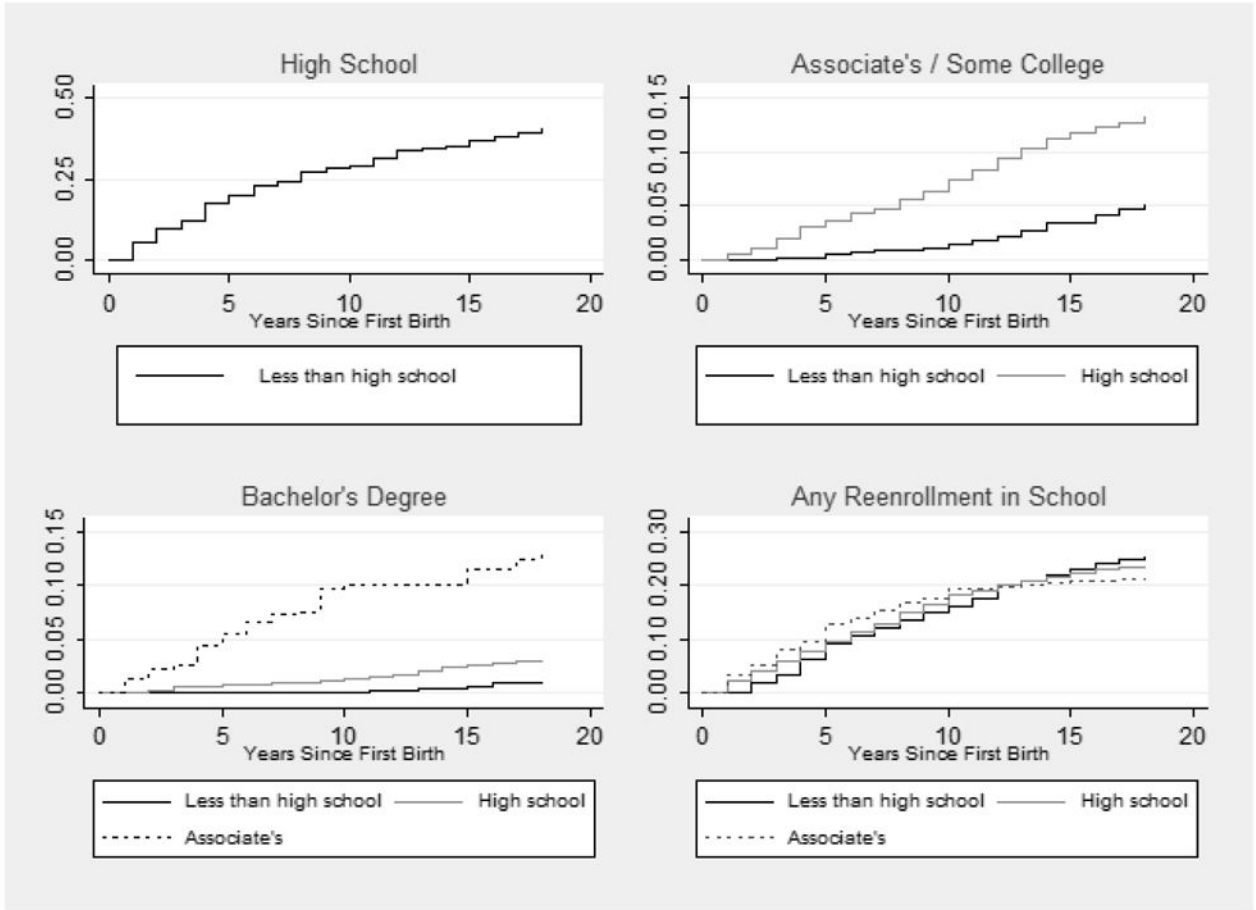 High School
0.50
0.25
0.00
0 5 10 15 20
Years Since First Birth
Less than high school
Associate's / Some College
0.15
0.10
0.05
0.00
0 5 10 15 20
Years Since First Birth
Less than high school High school
Bachelor's Degree
0.15
0.10
0.05
0.00
0 5 10 15 20
Years Since First Birth
Less than high school High school
Associate's
Any Reenrollment in School
0.30
0.20
0.10
0.00
0 5 10 15 20
Years Since First Birth
Less than high school High school
Associate's